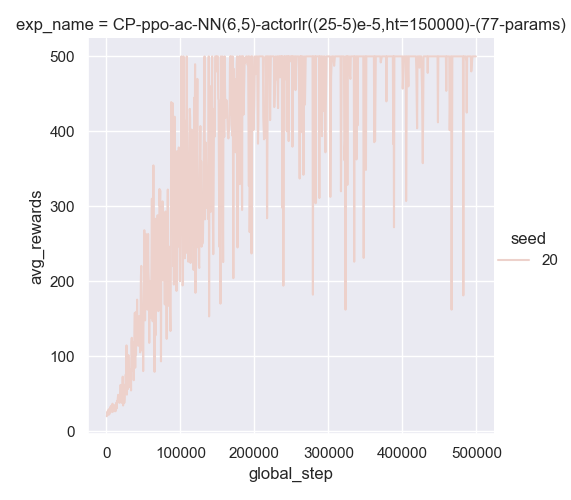 exp_name = CP-ppo-ac-NN(6,5)-actorlr((25-5)e-5,ht=150000)-(77-params)
500
400
300
200
100
0
avg_rewards
0 100000 200000 300000 400000 500000
global_step
seed
20